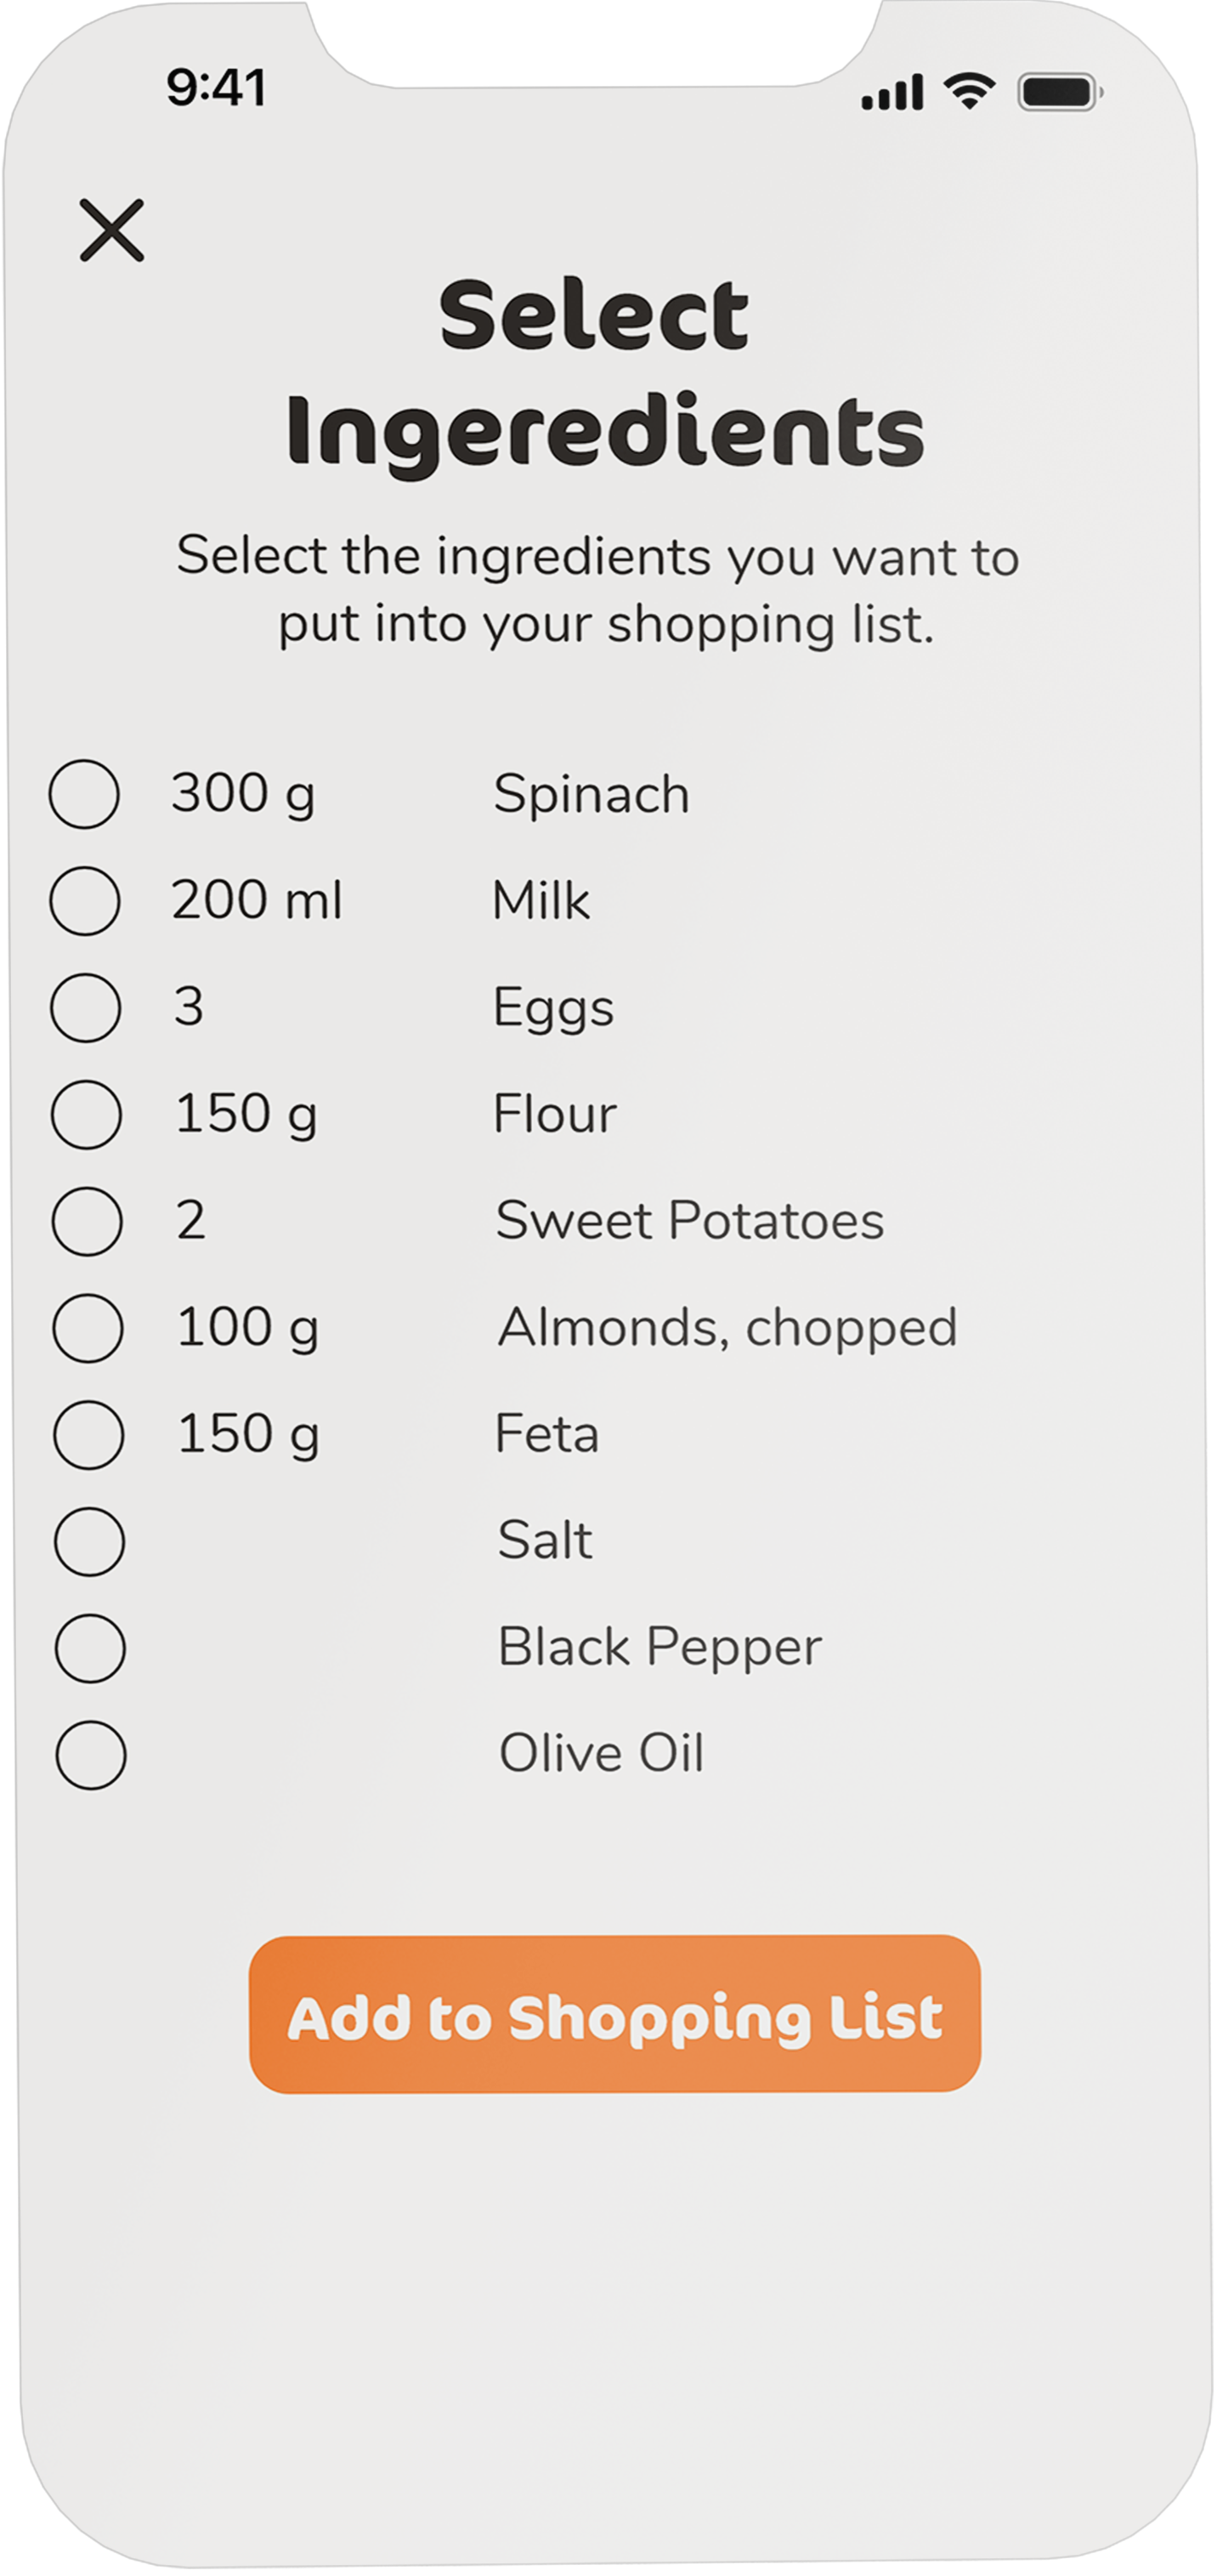 9:41
Select
Ingeredients
Select the ingredients you want to
put into your shopping list.
300 g Spinach
200 ml Milk
3 Eggs
150 g Flour
2 Sweet Potatoes
100 g Almonds, chopped
150 g Feta
Salt
Black Pepper
Olive Oil
Add to Shopping List